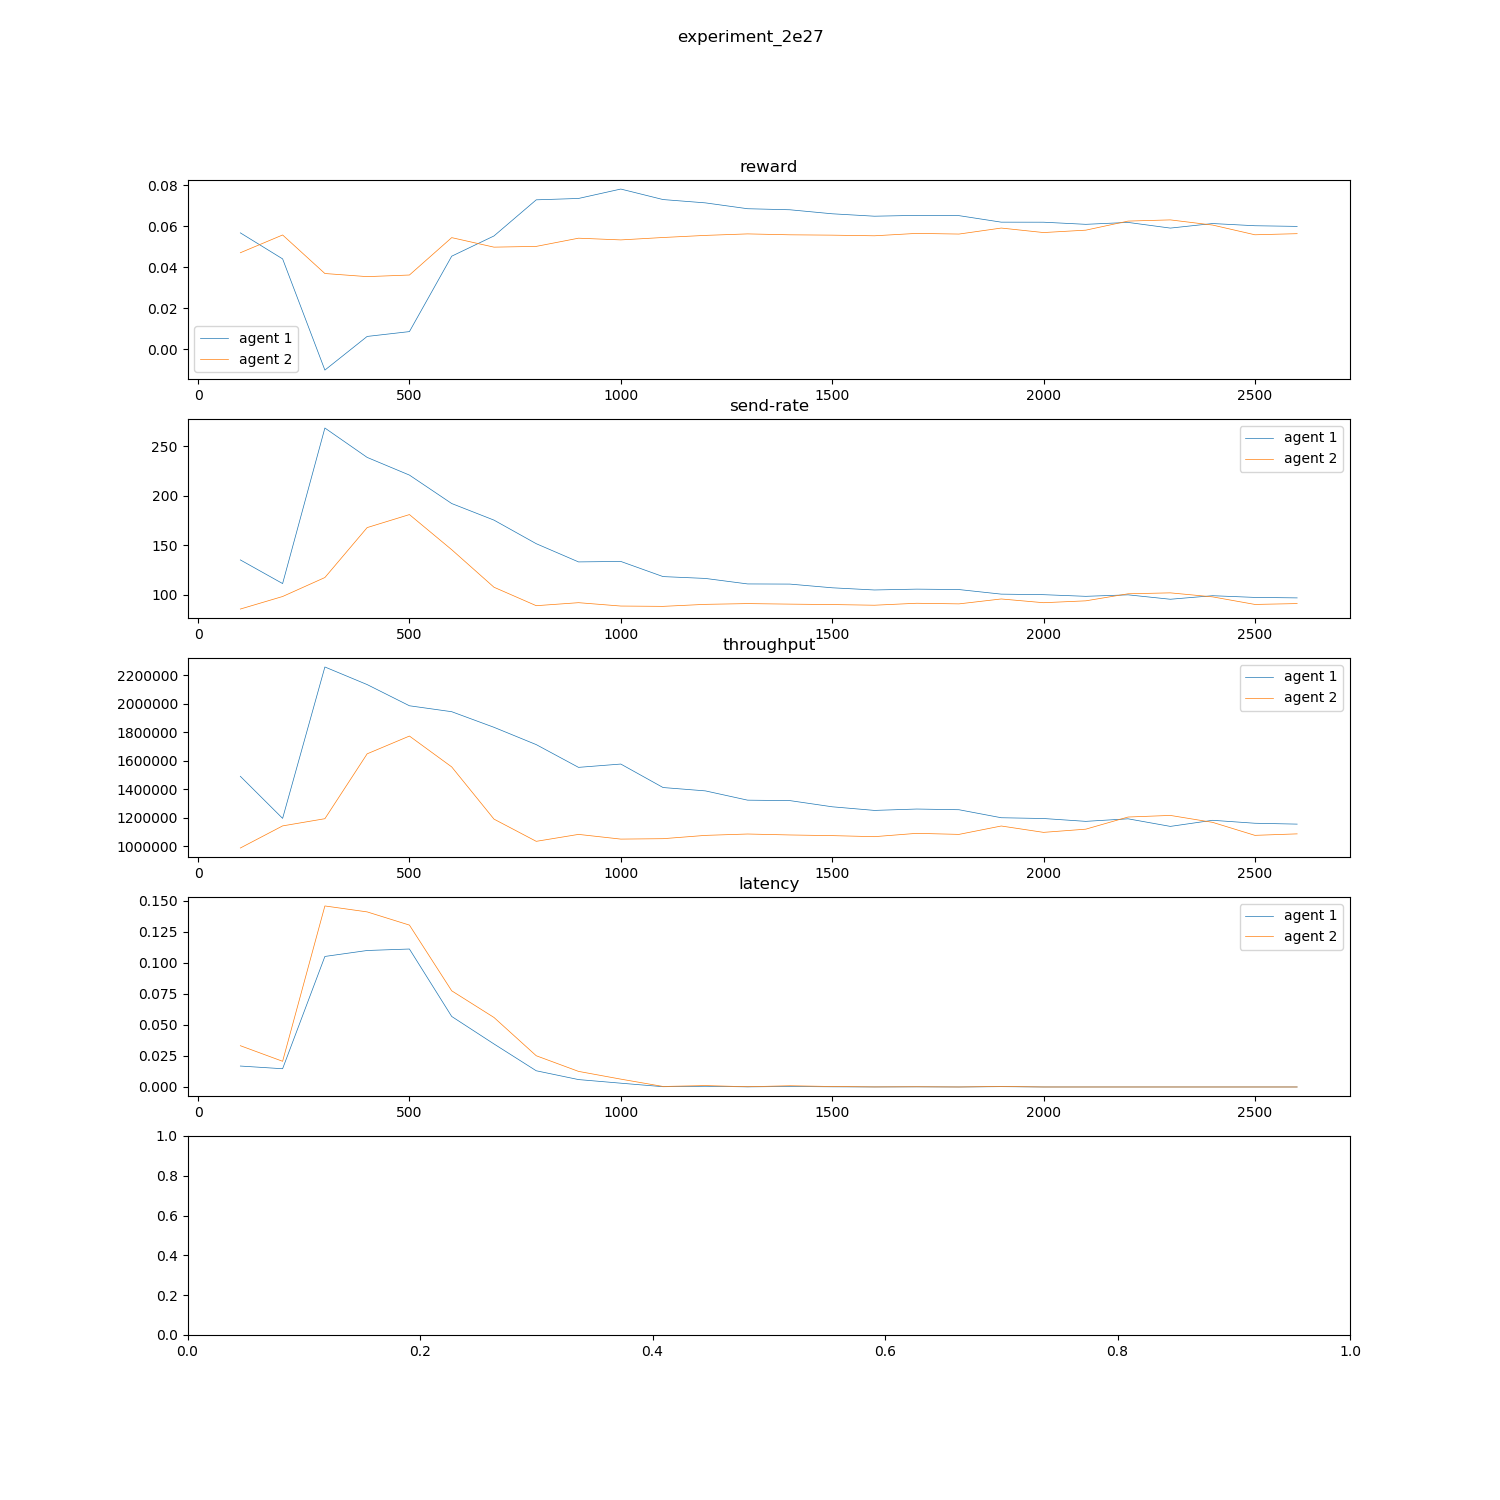 experiment_2e27
reward
0.08
0.06
0.04
0.02
0.00
agent 1
agent 2
0 500 1000 1500 2000 2500
send-rate
250
200
150
100
agent 1
agent 2
0 500 1000 1500 2000 2500
throughput
2200000
2000000
1800000
1600000
1400000
1200000
1000000
agent 1
agent 2
0 500 1000 1500 2000 2500
latency
0.150
0.125
0.100
0.075
0.050
0.025
0.000
agent 1
agent 2
0 500 1000 1500 2000 2500
1.0
0.8
0.6
0.4
0.2
0.0
0.0 0.2 0.4 0.6 0.8 1.0